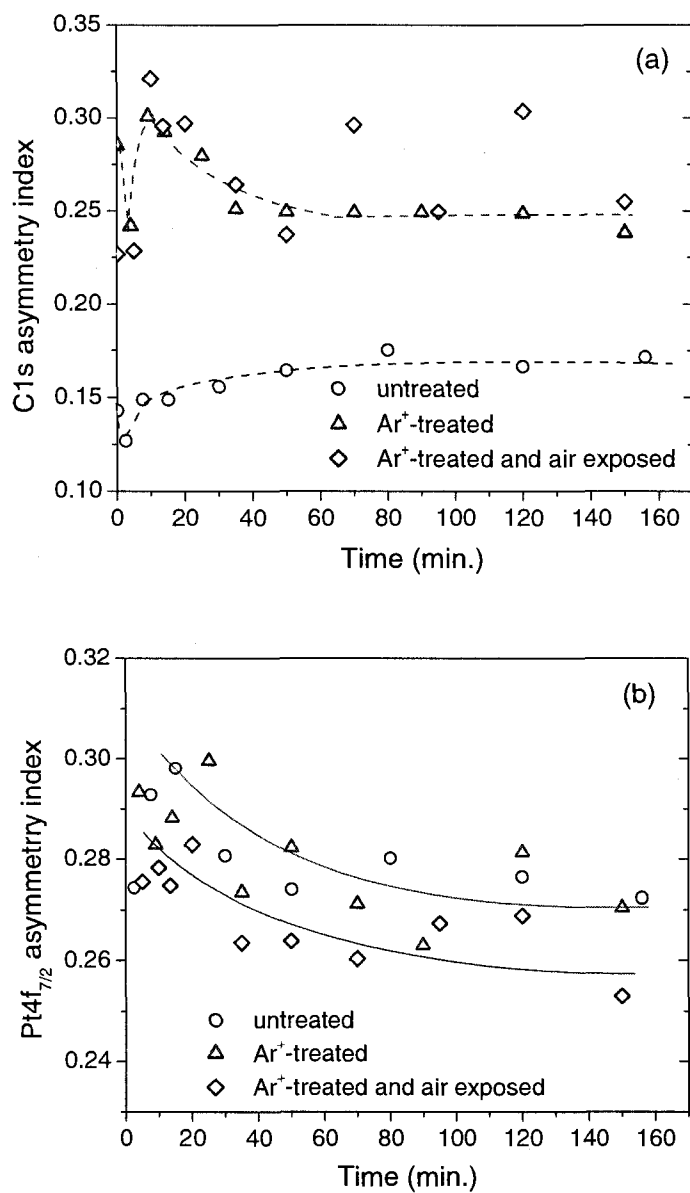 0.35
(a)
0.30
0.25
0.20
0.15
0.10
C1s asymmetry index
untreated
Ar⁺-treated
Ar⁺-treated and air exposed
0 20 40 60 80 100 120 140 160
Time (min.)
0.32
(b)
0.30
0.28
0.26
0.24
Pt4f7/2 asymmetrry index
untreated
Ar⁺-treated
Ar⁺-treated and air exposed
0 20 40 60 80 100 120 140 160
Time (min.)